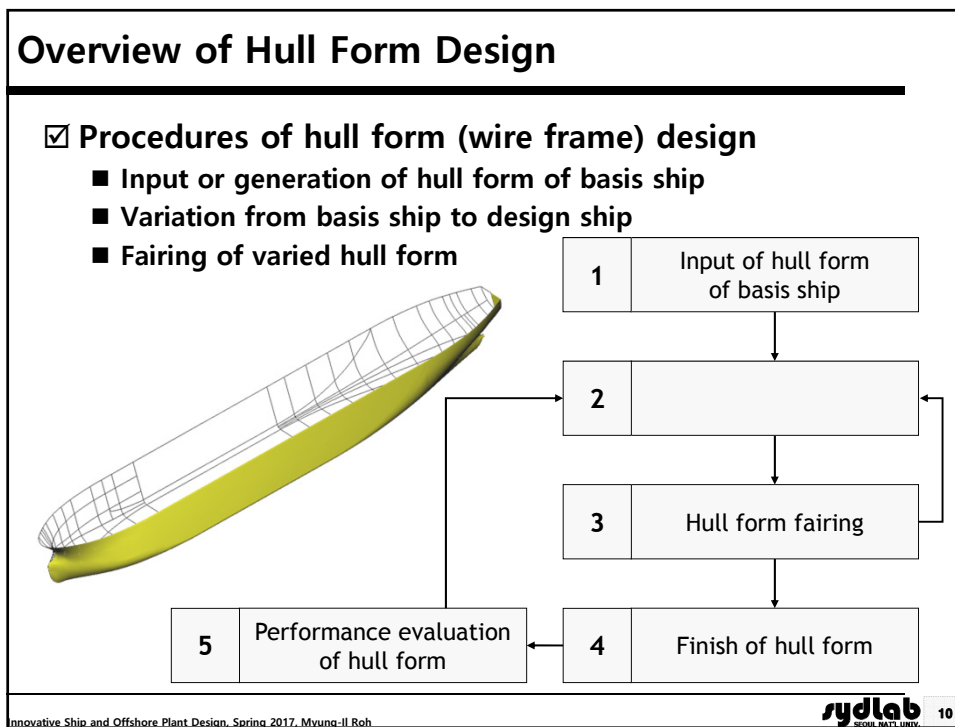 Overview of Hull Form Design
☑ Procedures of hull form (wire frame) design
■ Input or generation of hull form of basis ship
■ Variation from basis ship to design ship
■ Fairing of varied hull form
1
Input of hull form
of basis ship
2
3
Hull form fairing
4
Finish of hull form
5
Performance evaluation
of hull form
Innovative Ship and Offshore Plant Design, Spring 2017, Myung-Il Roh
sydlab
SEOUL NAT'L UNIV.
10